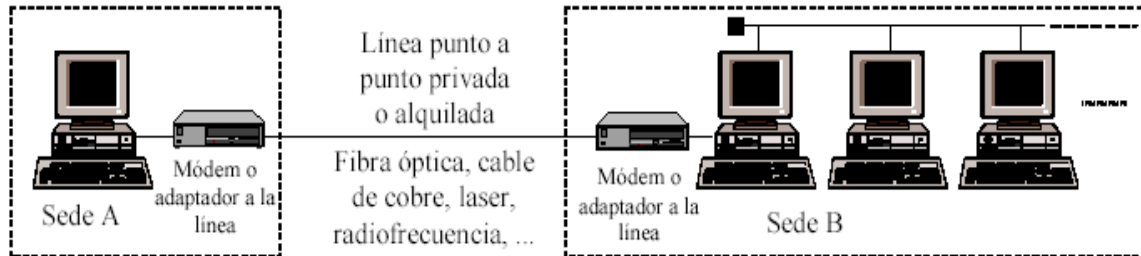 Línea punto a
punto privada
o alquilada
Fibra óptica, cable
de cobre, laser,
radiofrecuencia, ...
Módem o
adaptador a la
línea
Sede A
Módem o
adaptador a la
línea
Sede B